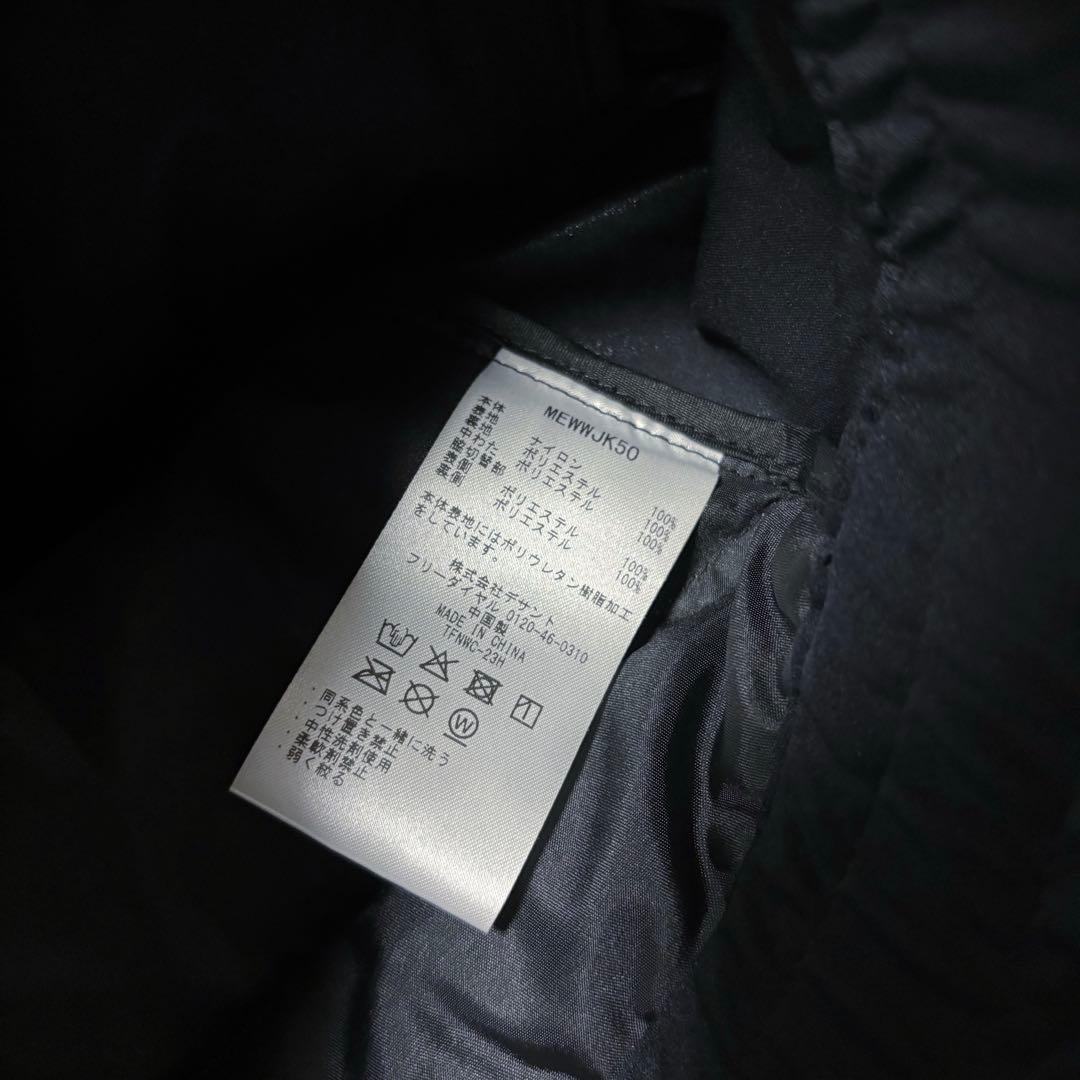 MEWWJK50
本体
表地 ナイロン 100%
裏地 ポリエステル 100%
中わた ポリエステル 100%
脇切替部
表側 ポリエステル 100%
裏側 ポリエステル 100%
本体表地にはポリウレタン樹脂加工
をしています。
株式会社デサント
フリーダイヤル 0120-46-0310
中国製
MADE IN CHINA
TFNWC-23H
W
・同系色と一緒に洗う
・つけ置き禁止
・中性洗剤使用
・柔軟剤禁止
・弱く絞る